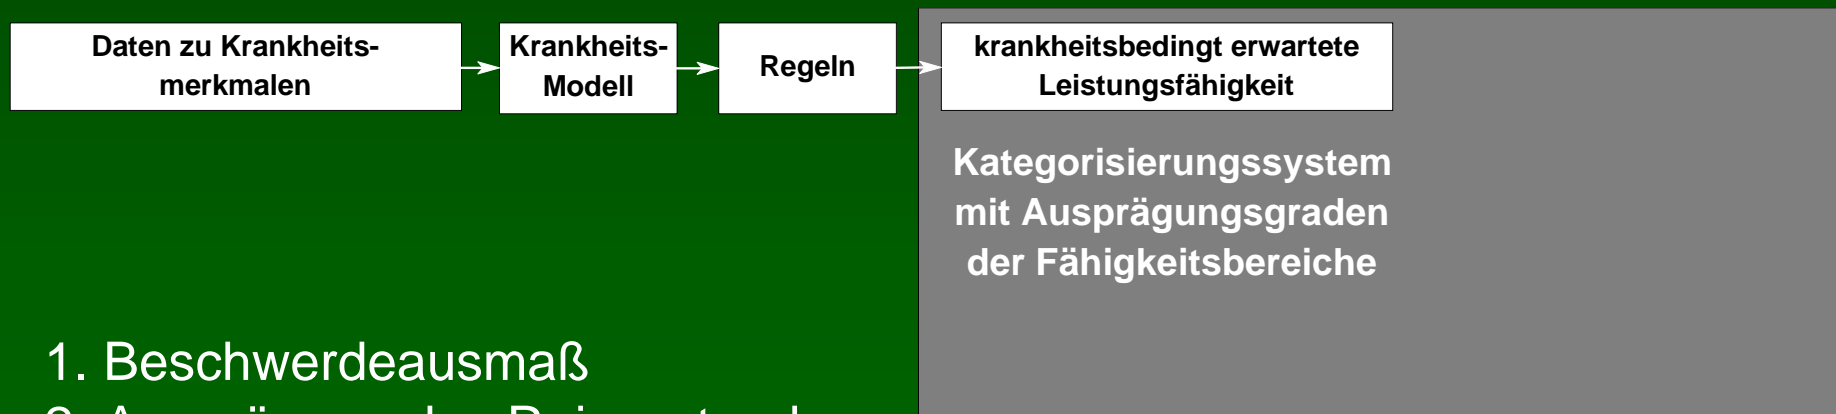 Daten zu Krankheits-
merkmalen
Krankheits-
Modell
Regeln
krankheitsbedingt erwartete
Leistungsfähigkeit
Kategorisierungssystem
mit Ausprägungsgraden
der Fähigkeitsbereiche
1. Beschwerdeausmaß